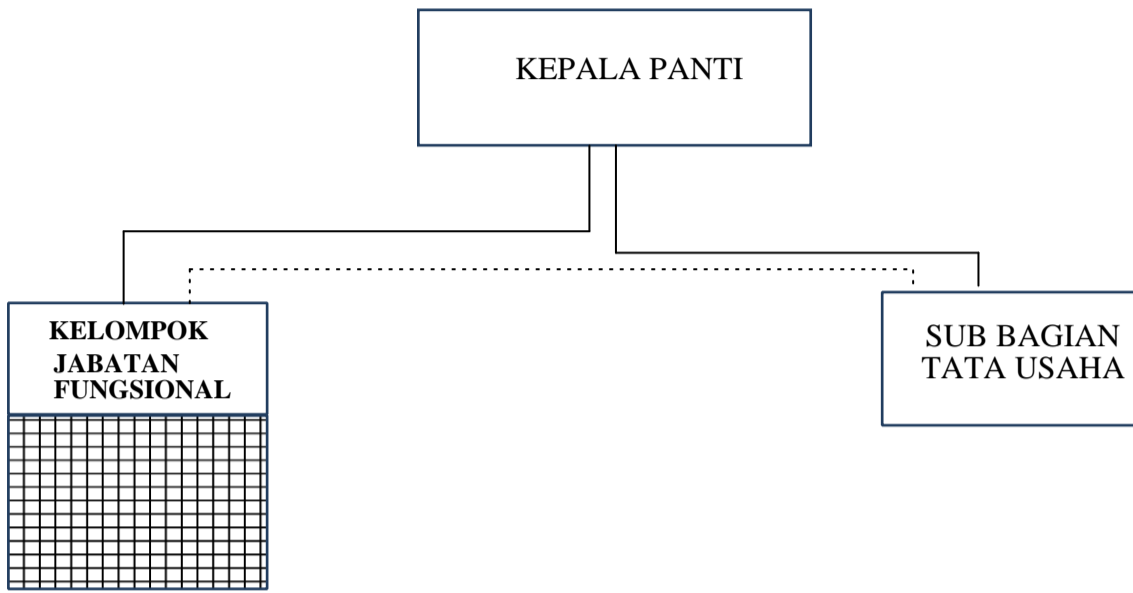 KEPALA PANTI
KELOMPOK
JABATAN
FUNGSIONAL
SUB BAGIAN
TATA USAHA